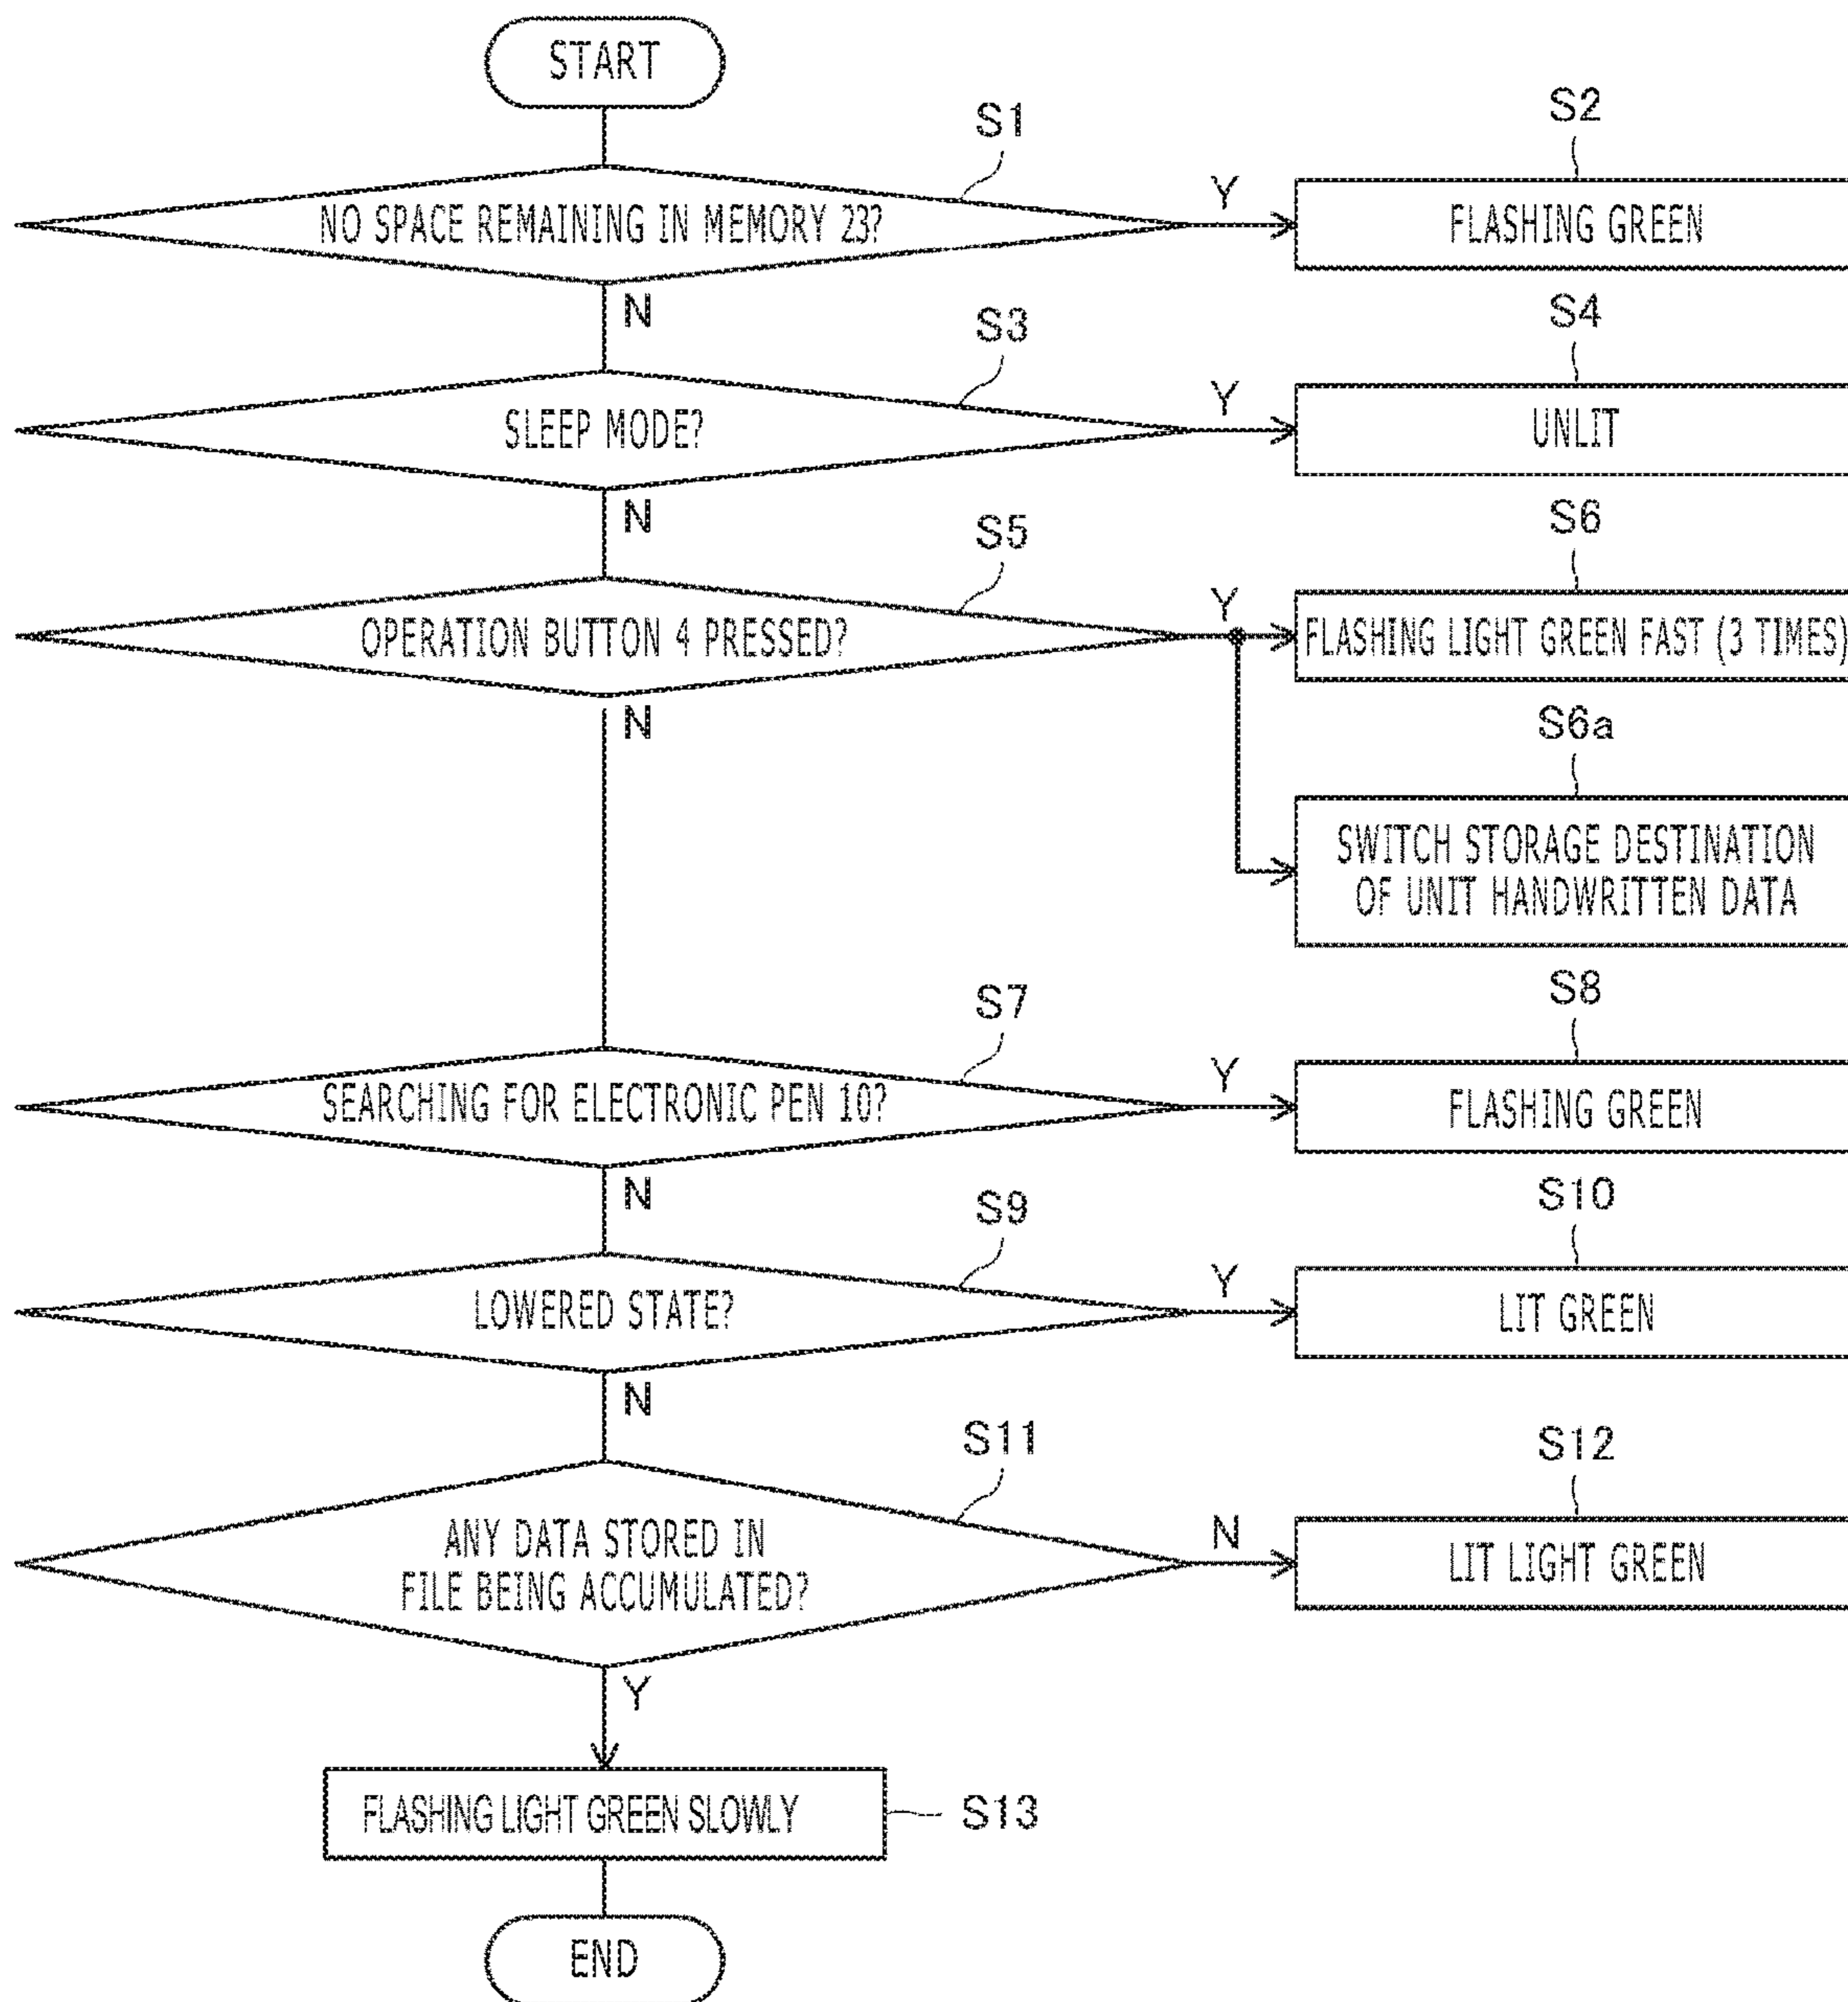 START
S1
S2
NO SPACE REMAINING IN MEMORY 23?
Y
FLASHING GREEN
N
S3
S4
SLEEP MODE?
Y
UNLIT
N
S5
S6
OPERATION BUTTON 4 PRESSED?
Y
FLASHING LIGHT GREEN FAST (3 TIMES)
N
S6a
SWITCH STORAGE DESTINATION
OF UNIT HANDWRITTEN DATA
S7
S8
SEARCHING FOR ELECTRONIC PEN 10?
Y
FLASHING GREEN
N
S9
S10
LOWERED STATE?
Y
LIT GREEN
N
S11
S12
ANY DATA STORED IN
FILE BEING ACCUMULATED?
N
LIT LIGHT GREEN
Y
FLASHING LIGHT GREEN SLOWLY
S13
END